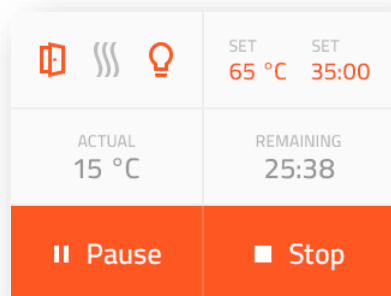 SET SET
65 °C 35:00
ACTUAL
15 °C
REMAINING
25:38
Pause
Stop